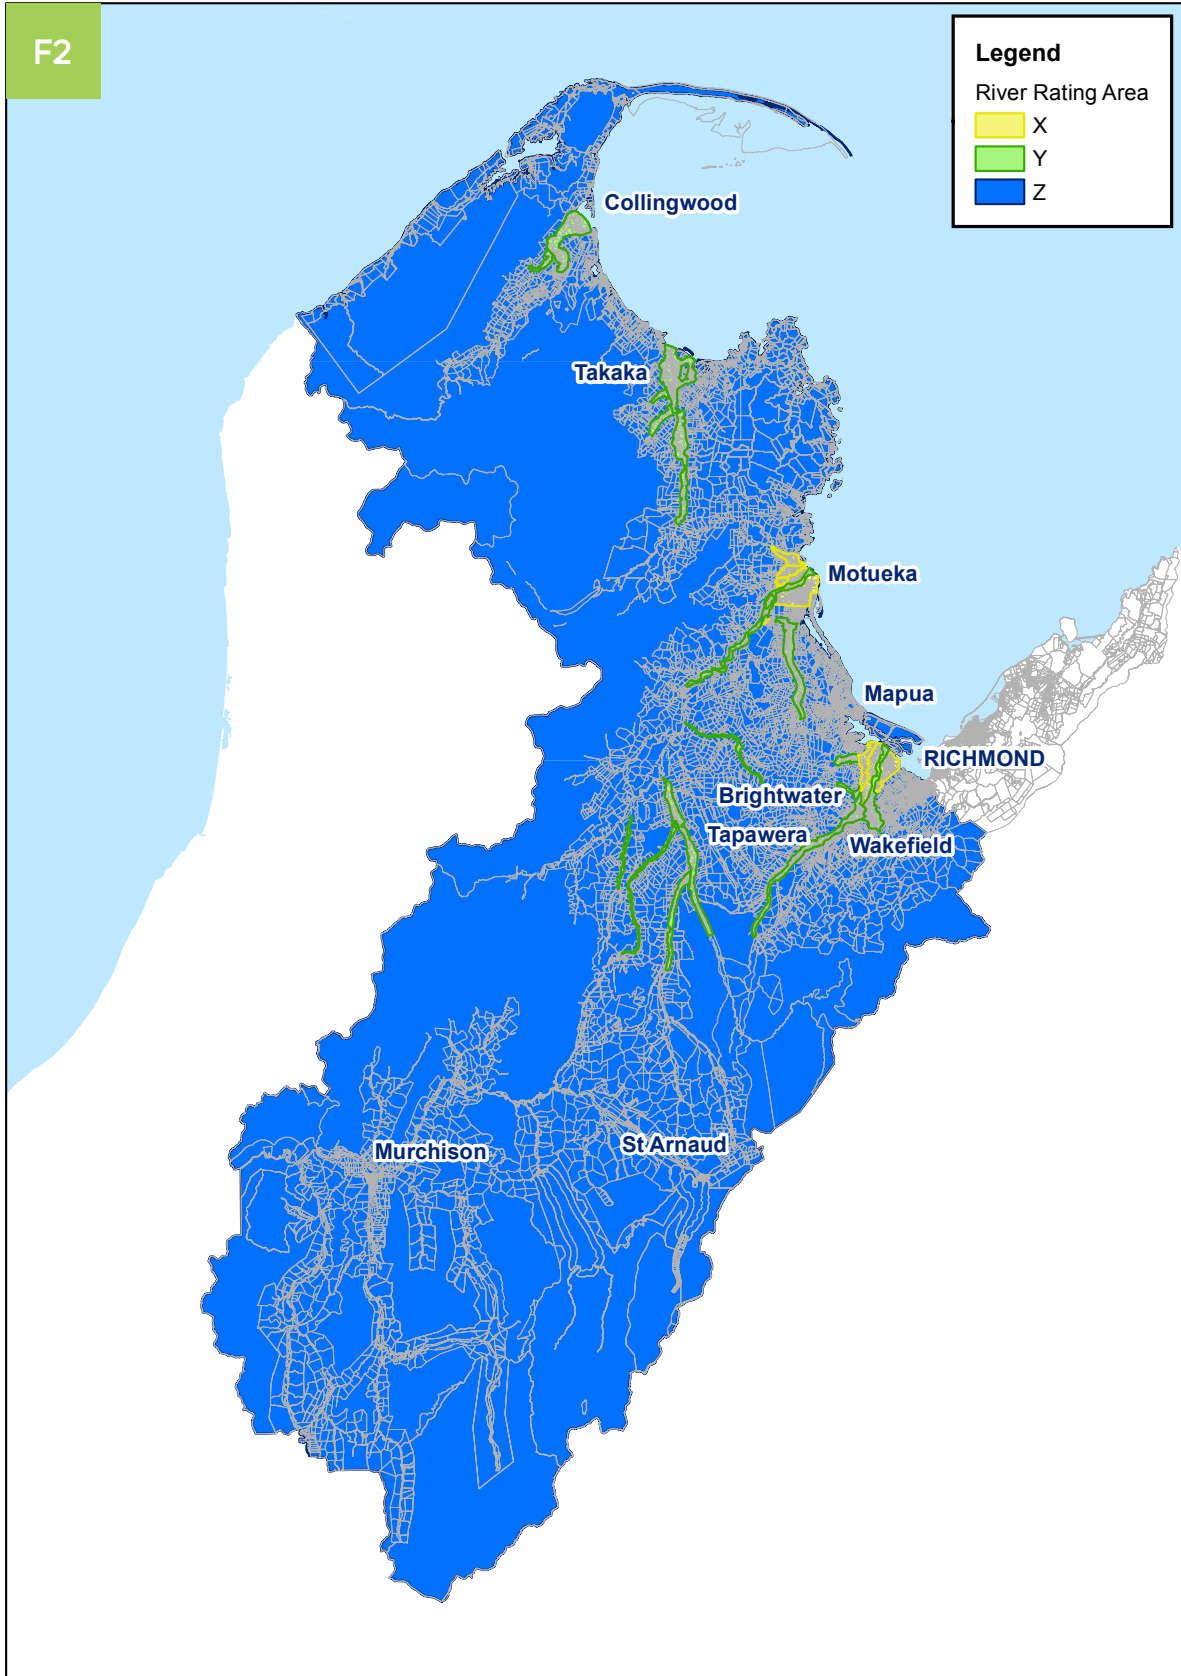 F2
Legend
River Rating Area
X
Y
Z
Collingwood
Takaka
Motueka
Mapua
RICHMOND
Brightwater
Tapawera
Wakefield
Murchison
St Arnaud